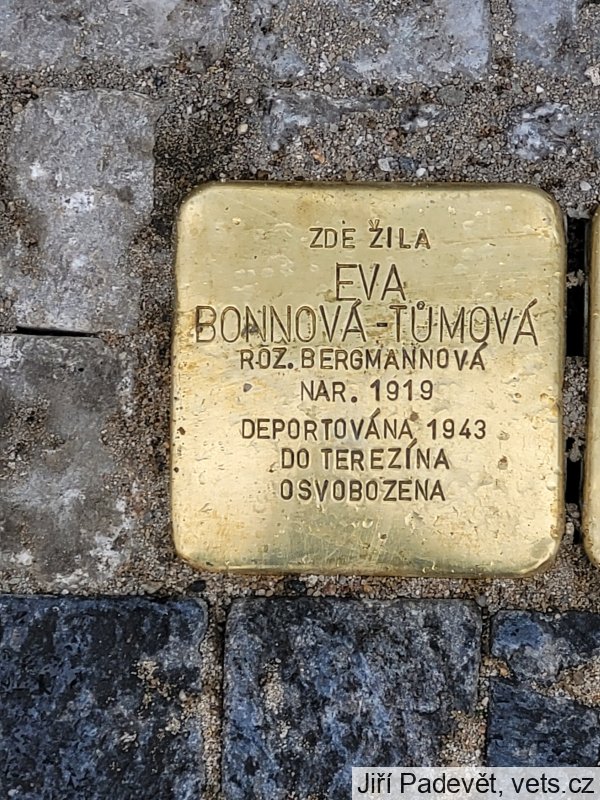 ZDE ŽILA
EVA
BONNOVÁ-TŮMOVÁ
ROZ. BERGMANNOVÁ
NAR. 1919
DEPORTOVÁNA 1943
DO TEREZÍNA
OSVOBOZENA
Jiří Padevět, vets.cz